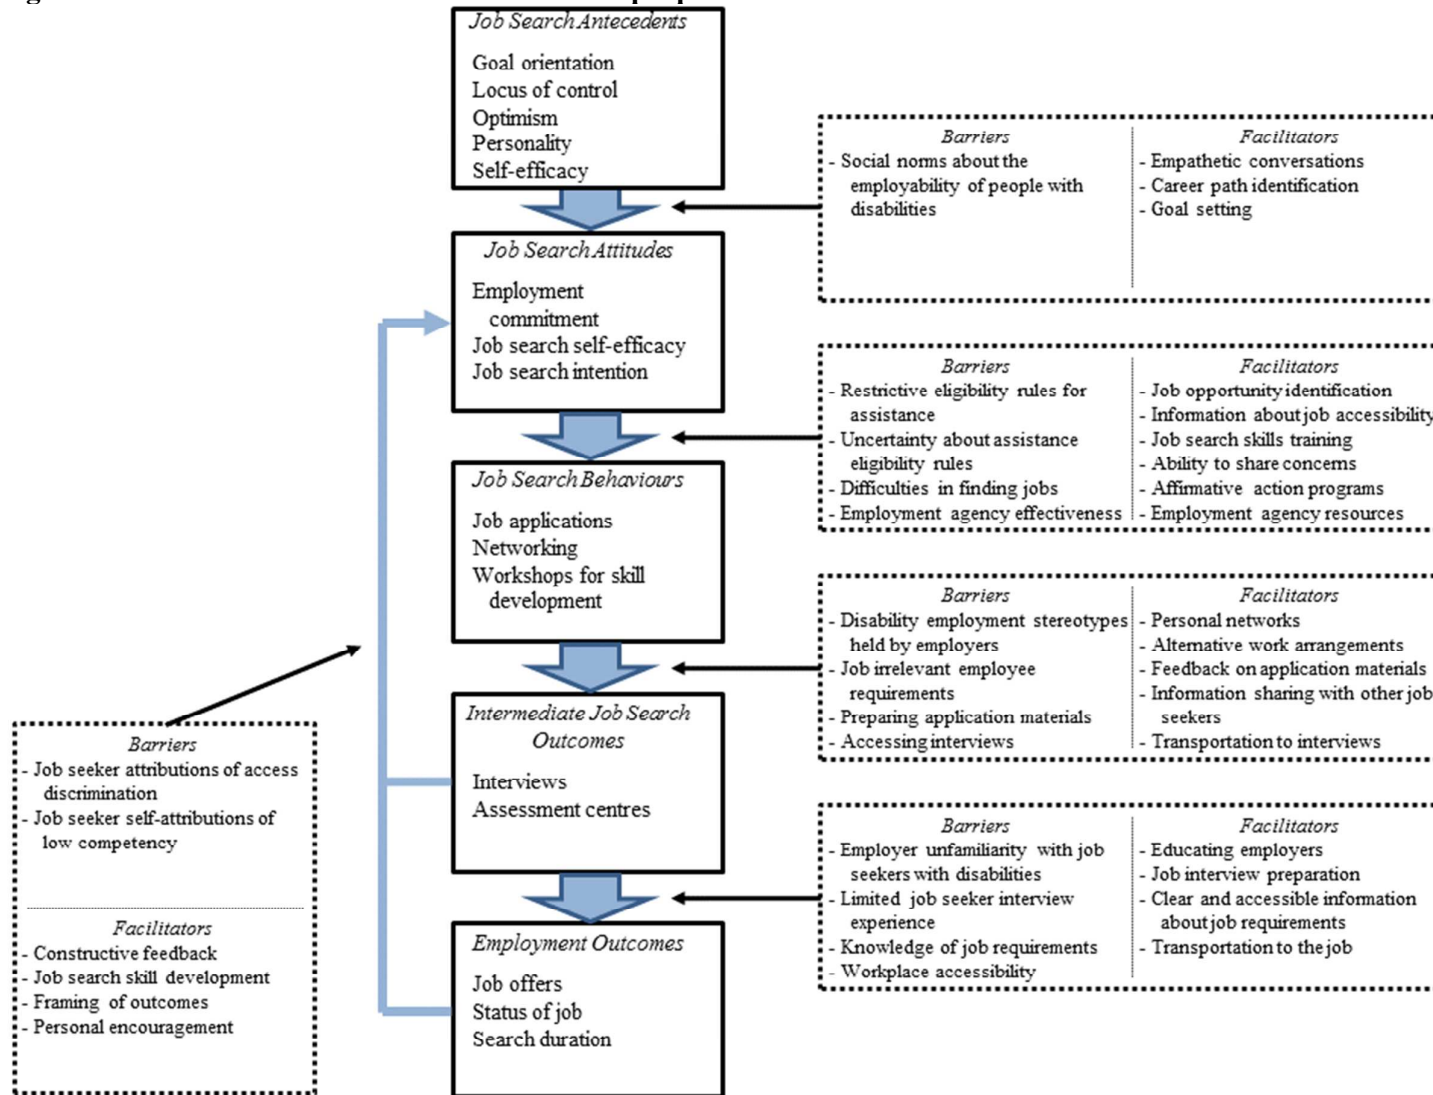 Job Search Antecedents
Goal orientation
Locus of control
Optimism
Personality
Self-efficacy
Barriers
- Social norms about the
employability of people with
disabilities
Facilitators
- Empathetic conversations
- Career path identification
- Goal setting
Job Search Attitudes
Employment
commitment
Job search self-efficacy
Job search intention
Barriers
- Restrictive eligibility rules for
assistance
- Uncertainty about assistance
eligibility rules
- Difficulties in finding jobs
- Employment agency effectiveness
Facilitators
- Job opportunity identification
- Information about job accessibility
- Job search skills training
- Ability to share concerns
- Affirmative action programs
- Employment agency resources
Job Search Behaviours
Job applications
Networking
Workshops for skill
development
Barriers
- Disability employment stereotypes
held by employers
- Job irrelevant employee
requirements
- Preparing application materials
- Accessing interviews
Facilitators
- Personal networks
- Alternative work arrangements
- Feedback on application materials
- Information sharing with other job
seekers
- Transportation to interviews
Intermediate Job Search
Outcomes
Interviews
Assessment centres
Barriers
- Job seeker attributions of access
discrimination
- Job seeker self-attributions of
low competency
Facilitators
- Constructive feedback
- Job search skill development
- Framing of outcomes
- Personal encouragement
Barriers
- Employer unfamiliarity with job
seekers with disabilities
- Limited job seeker interview
experience
- Knowledge of job requirements
- Workplace accessibility
Facilitators
- Educating employers
- Job interview preparation
- Clear and accessible information
about job requirements
- Transportation to the job
Employment Outcomes
Job offers
Status of job
Search duration